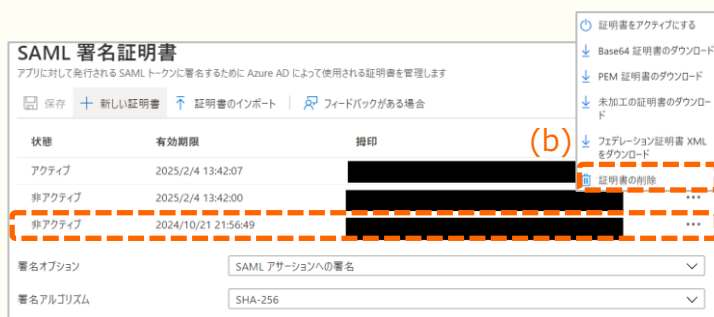 SAML 署名証明書
アプリに対して発行される SAML トークンに署名するために Azure AD によって使用される証明書を管理します
保存 新しい証明書 証明書のインポート フィードバックがある場合
状態 有効期限 拇印
アクティブ 2025/2/4 13:42:07
非アクティブ 2025/2/4 13:42:00 •••
非アクティブ 2024/10/21 21:56:49 •••
署名オプション SAML アサーションへの署名
署名アルゴリズム SHA-256
(b)
証明書をアクティブにする
Base64 証明書のダウンロード
PEM 証明書のダウンロード
未加工の証明書のダウンロー
ド
フェデレーション証明書 XML
をダウンロード
証明書の削除